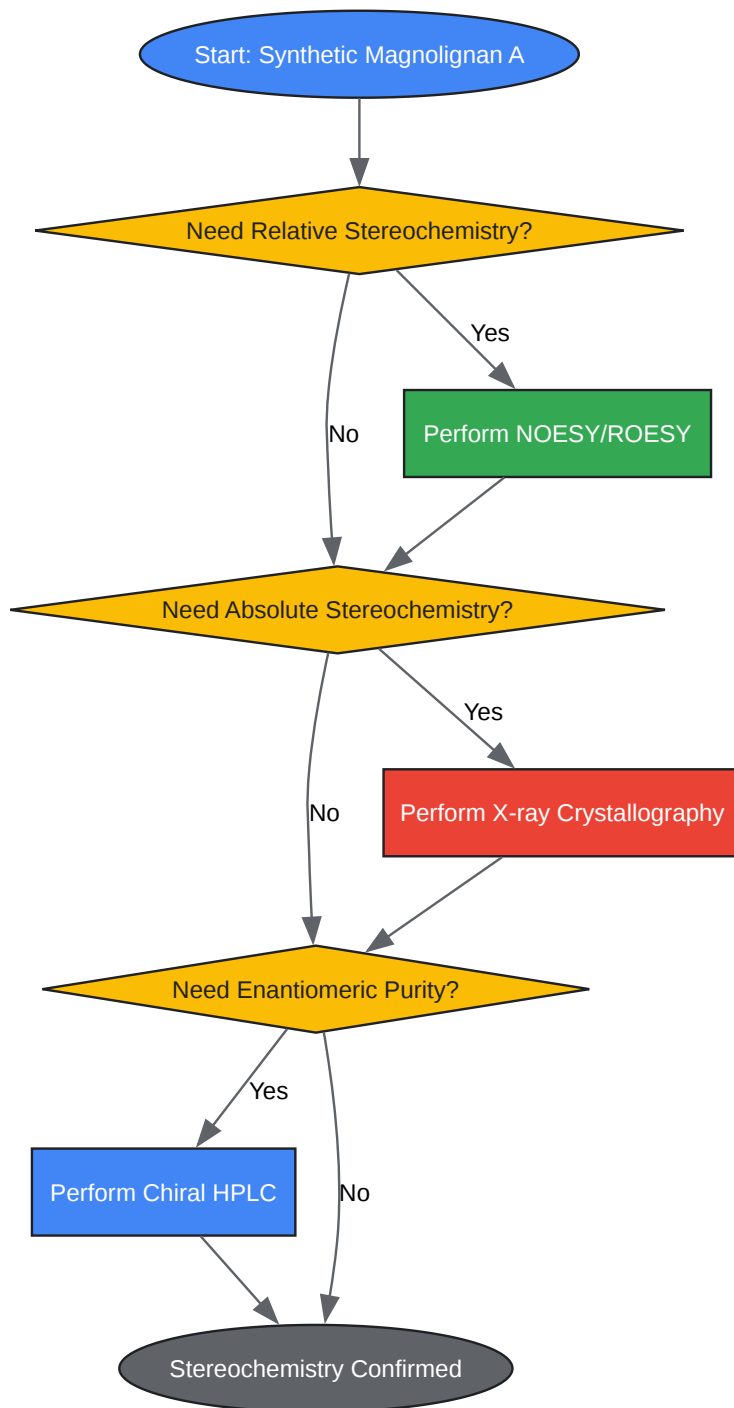 Start: Synthetic Magnolignan A
Need Relative Stereochemistry?
Yes
Perform NOESY/ROESY
No
Need Absolute Stereochemistry?
Yes
Perform X-ray Crystallography
No
Need Enantiomeric Purity?
Yes
Perform Chiral HPLC
No
Stereochemistry Confirmed